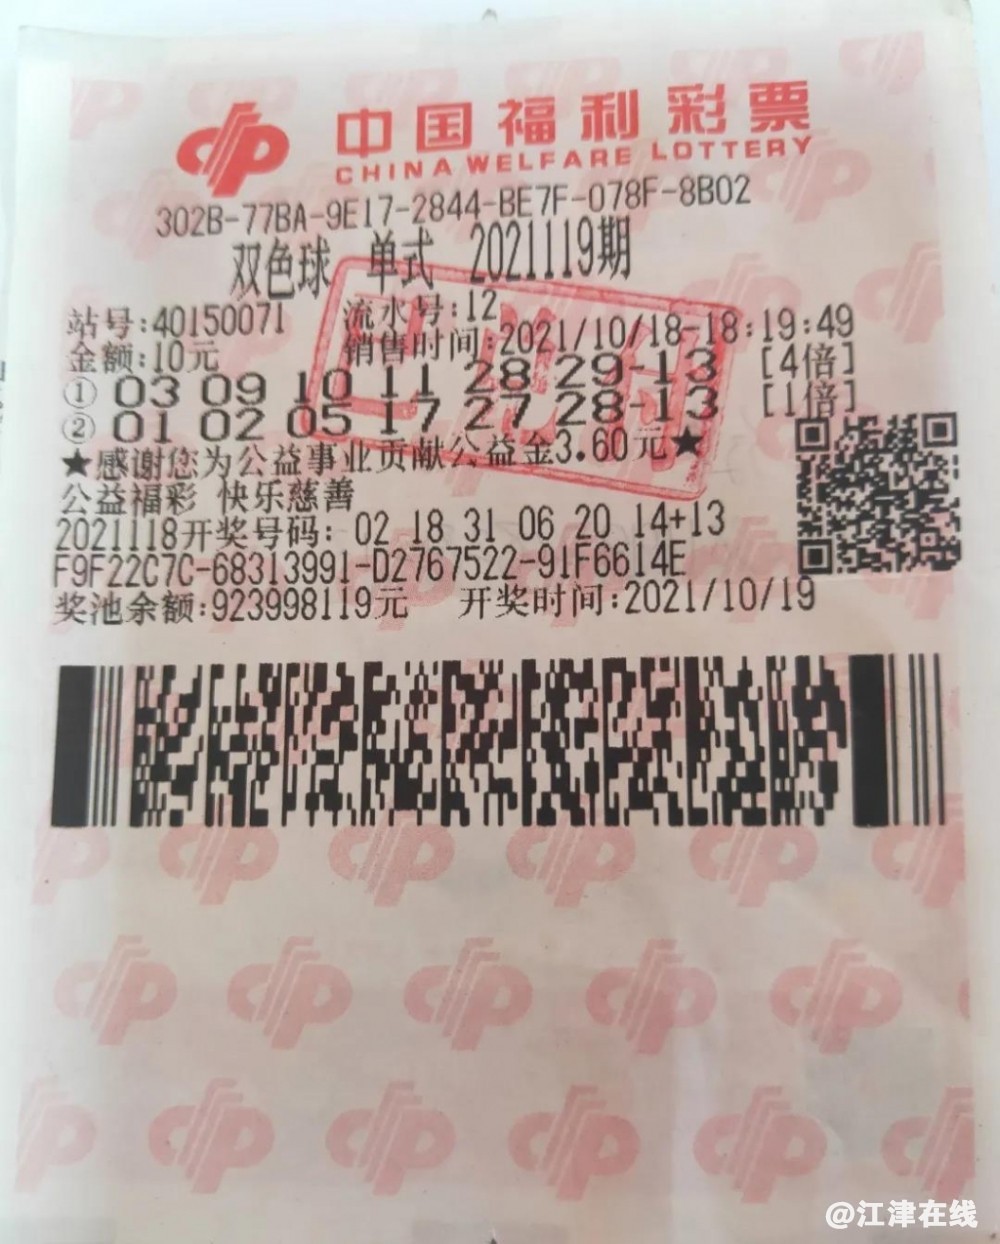 中国福利彩票
CHINA WELFARE LOTTERY
302B-77BA-9E17-2844-BE7F-078F-8B02
双色球 单式 2021119期
站号:40150071 流水号:12
金额:10元 销售时间:2021/10/18-18:19:49
① 03 09 10 11 28 29-13 [4倍]
② 01 02 05 17 27 28-13 [1倍]
★感谢您为公益事业贡献公益金3.60元★
公益福彩 快乐慈善
2021118开奖号码: 02 18 31 06 20 14+13
F9F22C7C-68313991-D2767522-91F6614E
奖池余额:923998119元 开奖时间:2021/10/19
@江津在线